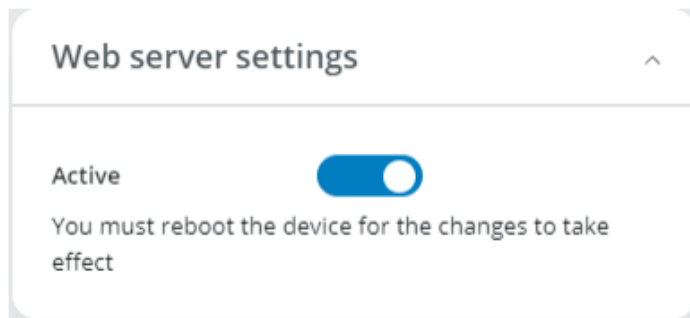 Web server settings
Active
You must reboot the device for the changes to take
effect